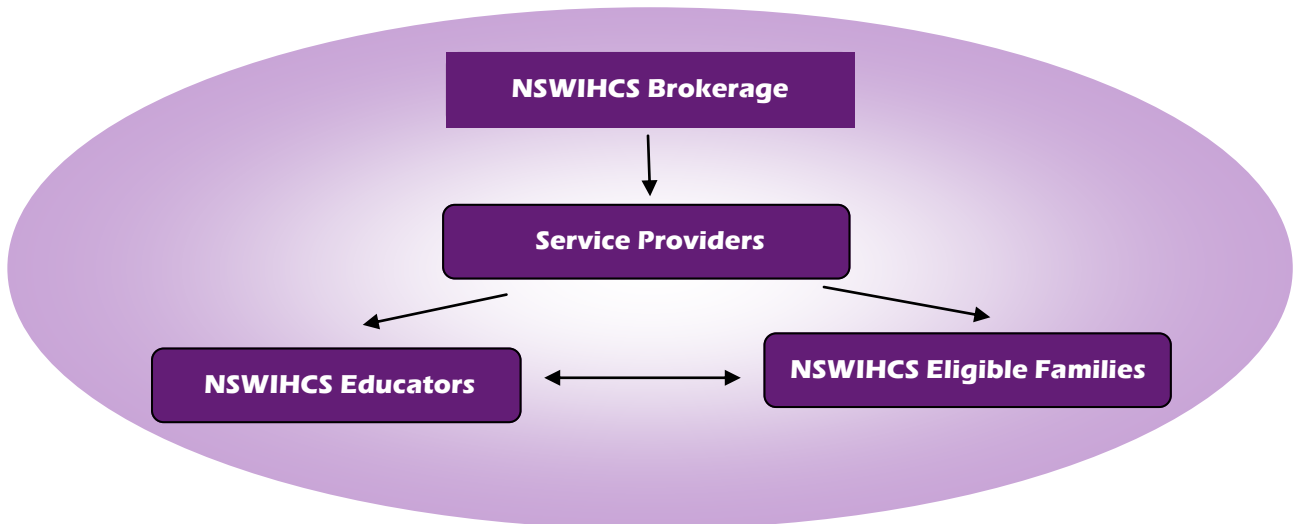 NSWIHCS Brokerage
Service Providers
NSWIHCS Educators
NSWIHCS Eligible Families